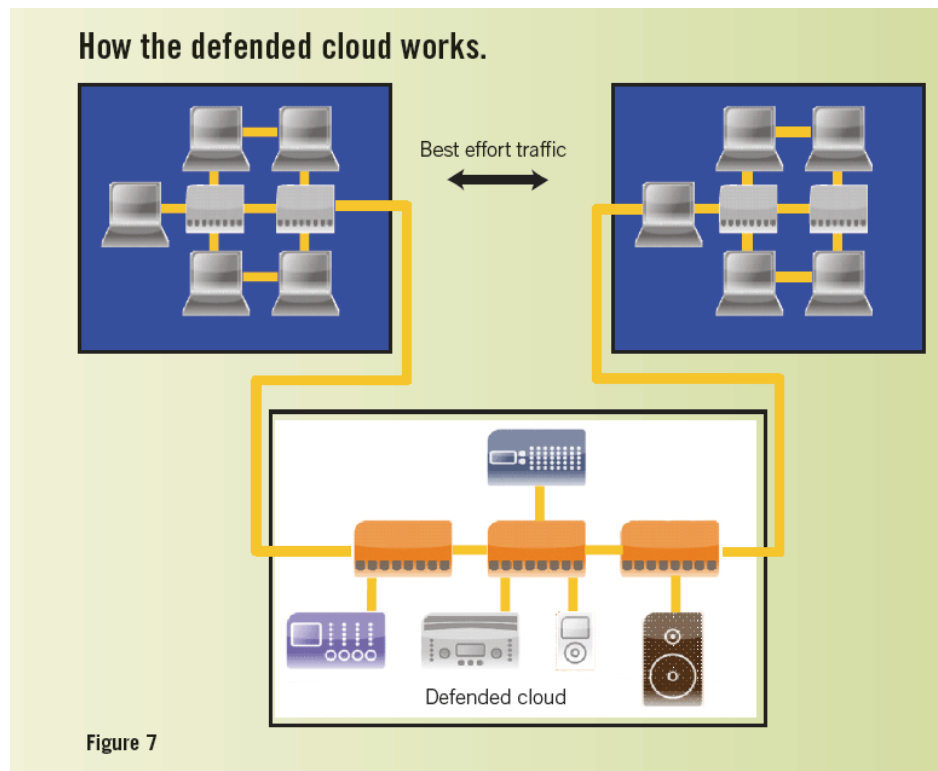 How the defended cloud works.
Best effort traffic
Defended cloud
Figure 7